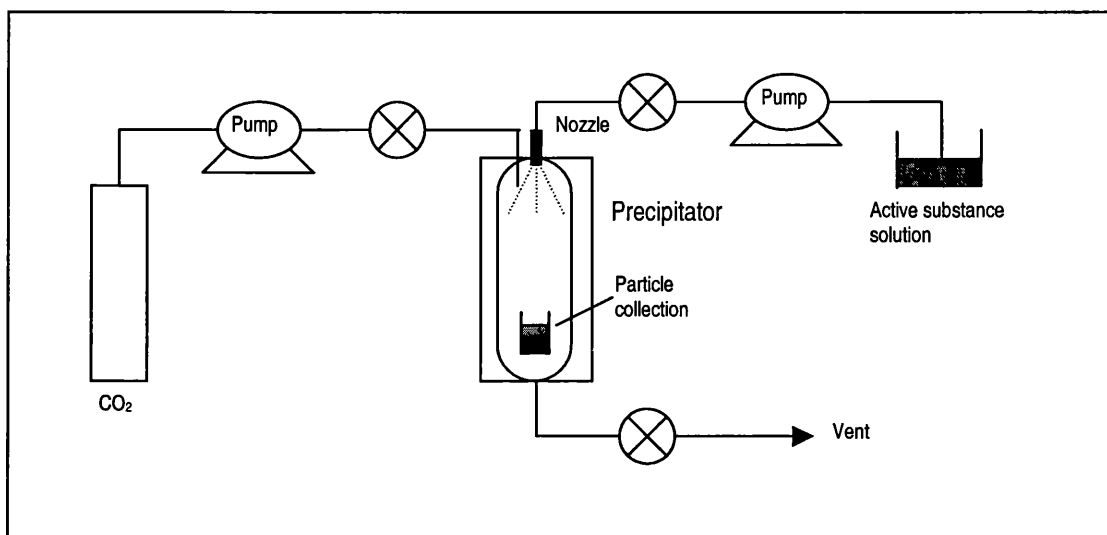 Pump
Nozzle
Pump
Active substance
solution
Precipitator
Particle
collection
CO₂
Vent